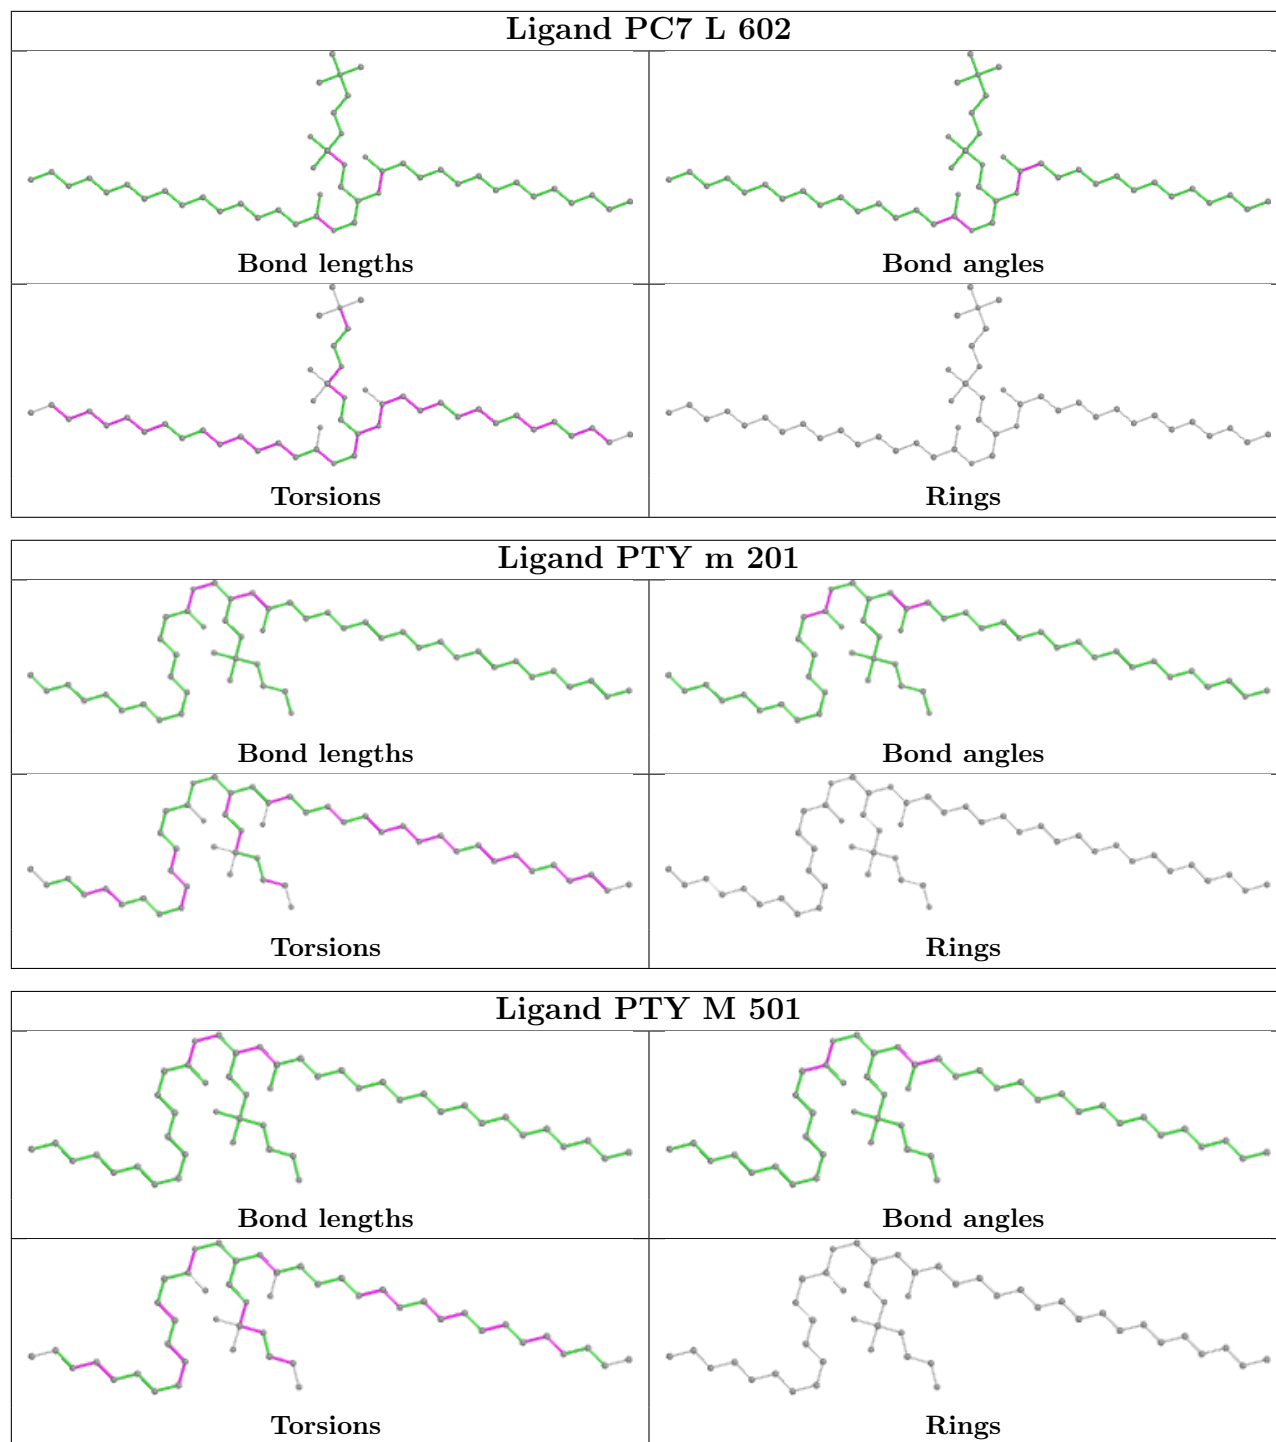 Ligand PC7 L 602
Bond lengths
Bond angles
Torsions
Rings
Ligand PTY m 201
Bond lengths
Bond angles
Torsions
Rings
Ligand PTY M 501
Bond lengths
Bond angles
Torsions
Rings